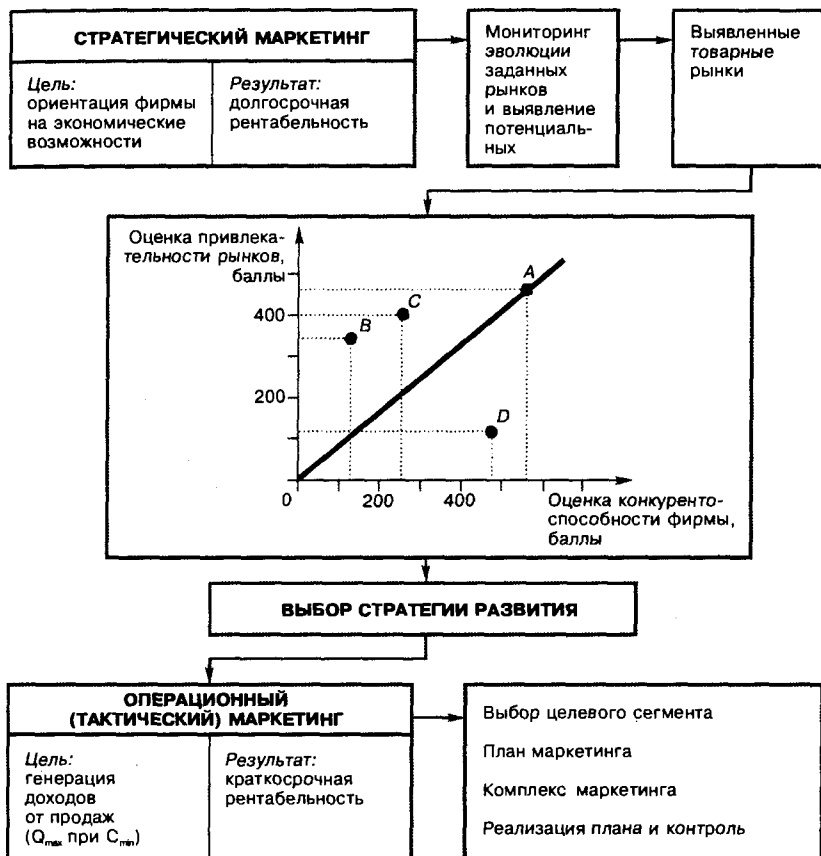 СТРАТЕГИЧЕСКИЙ МАРКЕТИНГ
Цель:
ориентация фирмы
на экономические
возможности
Результат:
долгосрочная
рентабельность
Мониторинг
эволюции
заданных
рынков
и выявление
потенциаль-
ных
Выявленные
товарные
рынки
Оценка привлека-
тельности рынков,
баллы
A
C
B
400
200
D
0
200
400
Оценка конкуренто-
способности фирмы,
баллы
ВЫБОР СТРАТЕГИИ РАЗВИТИЯ
ОПЕРАЦИОННЫЙ
(ТАКТИЧЕСКИЙ) МАРКЕТИНГ
Цель:
генерация
доходов
от продаж
(Qmax при Cmin)
Результат:
краткосрочная
рентабельность
Выбор целевого сегмента
План маркетинга
Комплекс маркетинга
Реализация плана и контроль